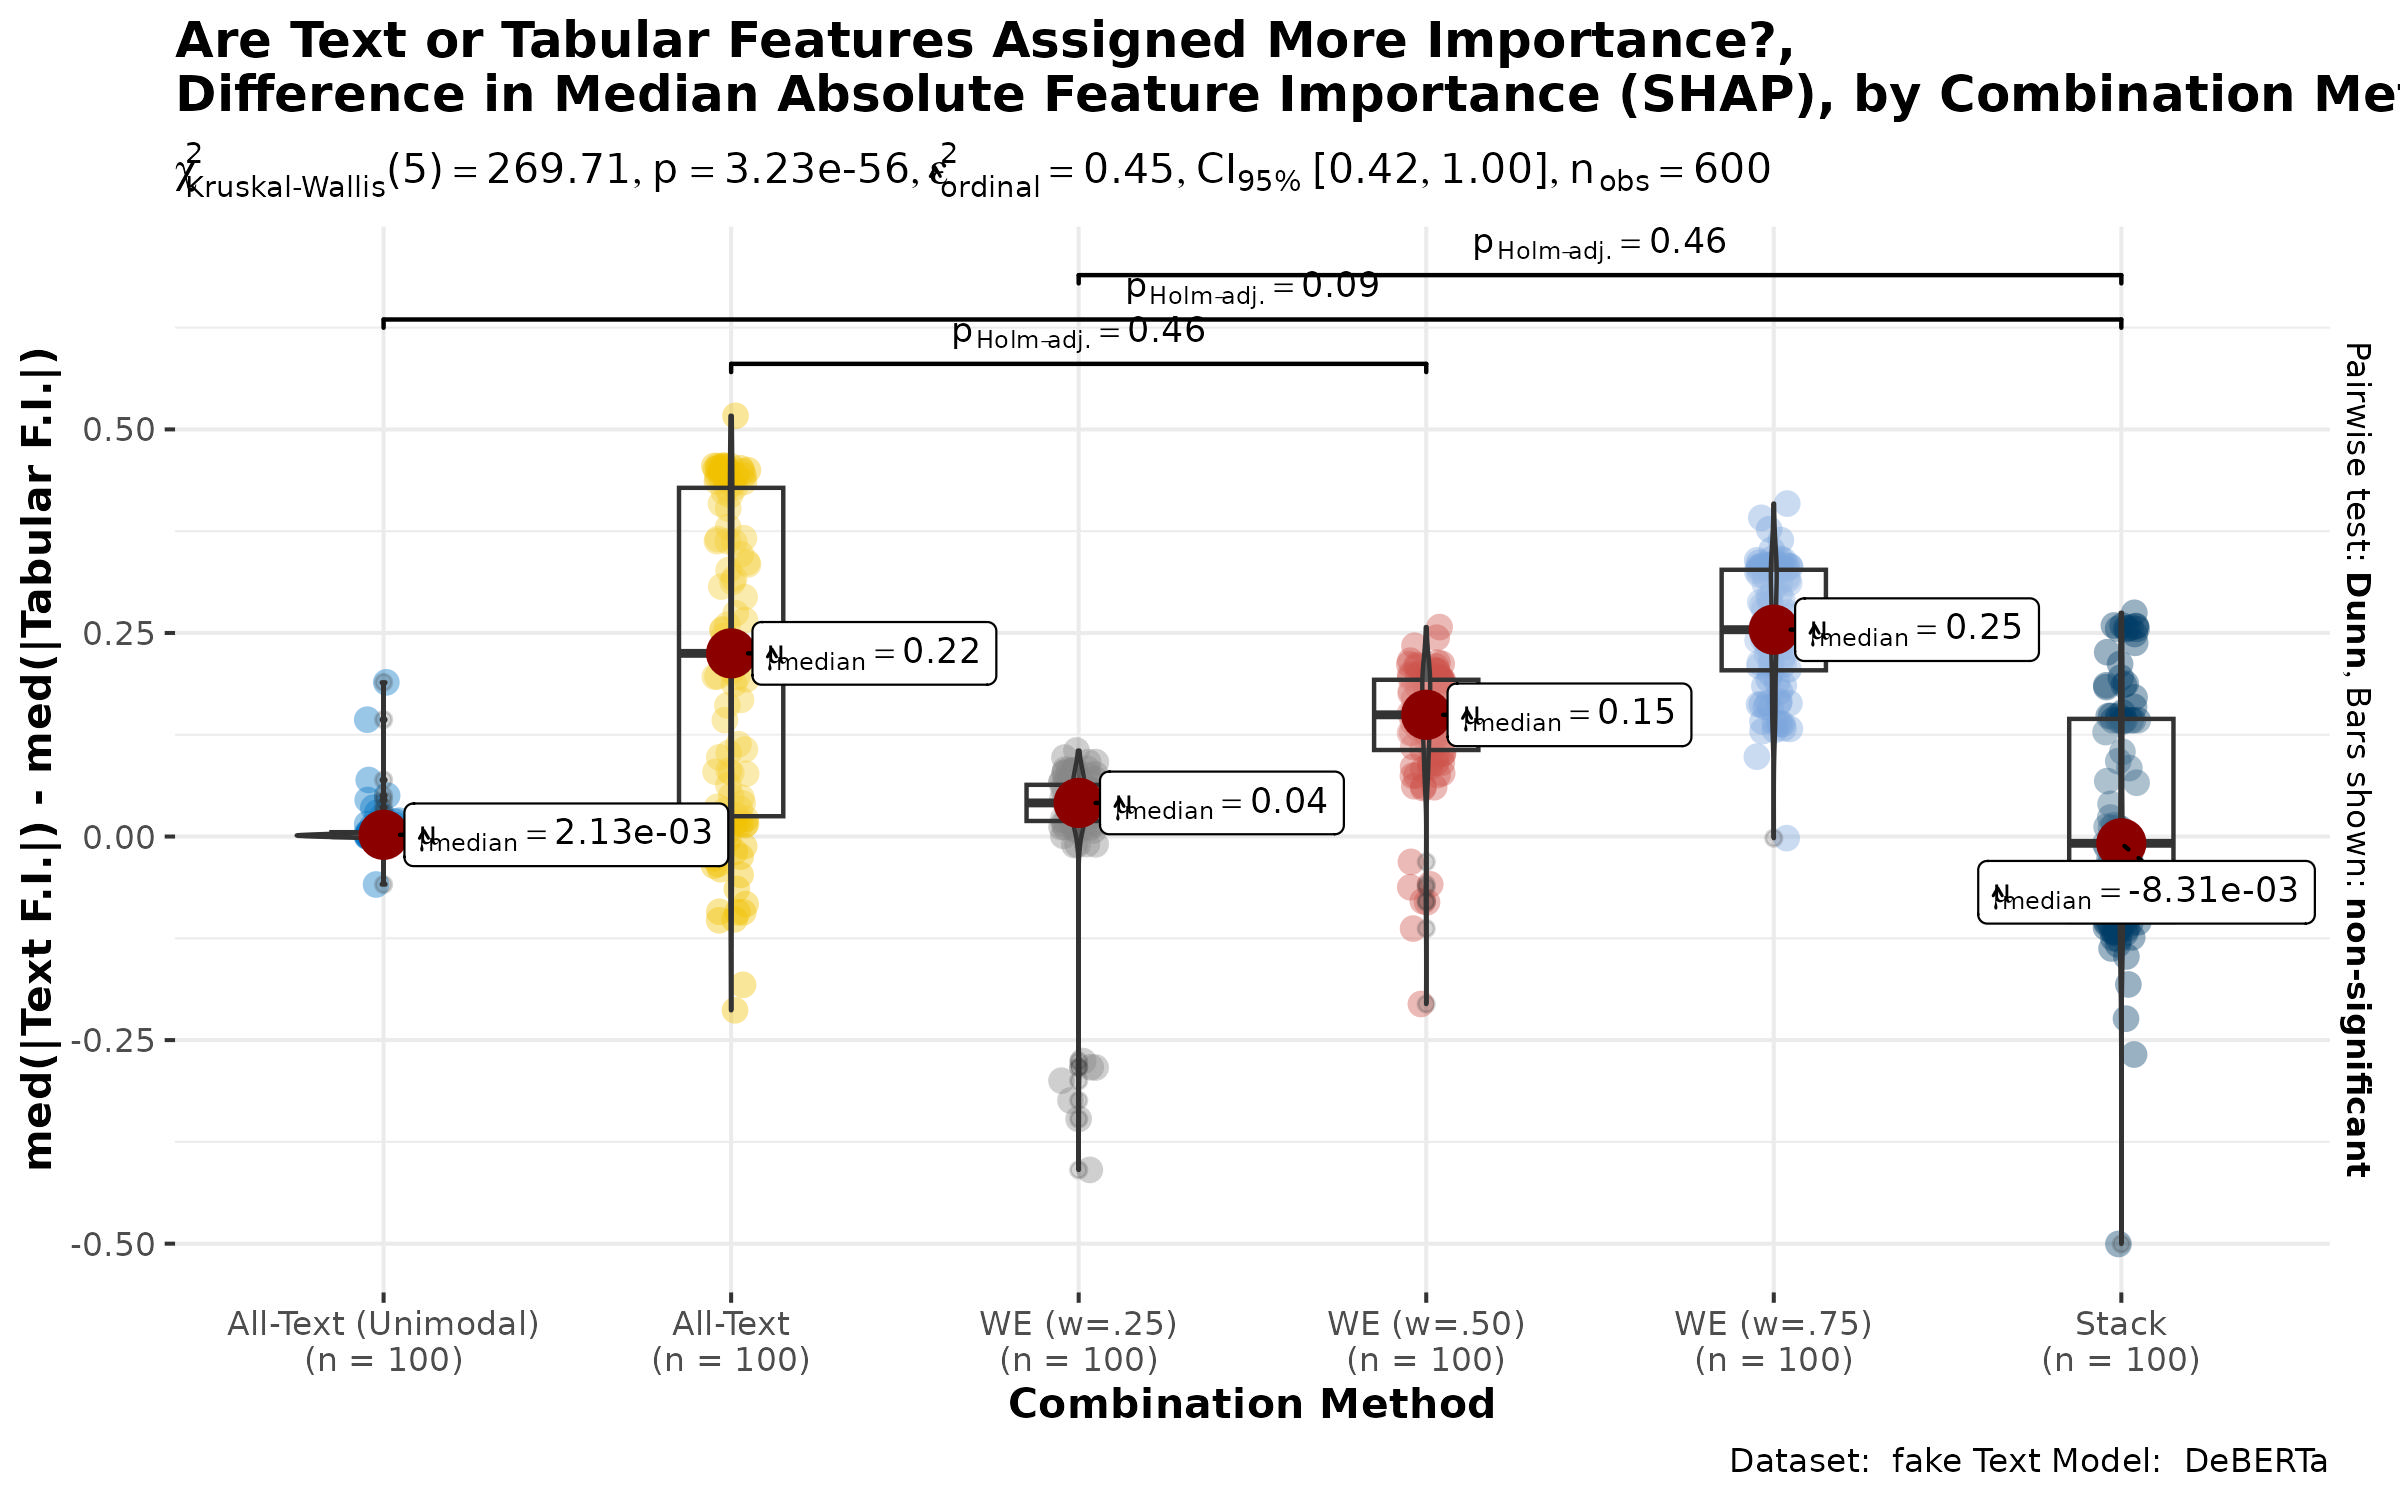 Are Text or Tabular Features Assigned More Importance?,
Difference in Median Absolute Feature Importance (SHAP), by Combination Met
χ²Kruskal-Wallis(5) = 269.71, p = 3.23e-56, ε̂²ordinal = 0.45, CI95% [0.42, 1.00], nobs = 600
pHolm-adj. = 0.46
pHolm-adj. = 0.09
pHolm-adj. = 0.46
med(|Text F.I.|) - med(|Tabular F.I.|)
0.50
0.25
0.00
-0.25
-0.50
μ̂median = 2.13e-03
μ̂median = 0.22
μ̂median = 0.04
μ̂median = 0.15
μ̂median = 0.25
μ̂median = -8.31e-03
Pairwise test: Dunn, Bars shown: non-significant
All-Text (Unimodal)
(n = 100)
All-Text
(n = 100)
WE (w=.25)
(n = 100)
WE (w=.50)
(n = 100)
WE (w=.75)
(n = 100)
Stack
(n = 100)
Combination Method
Dataset:  fake Text Model:  DeBERTa